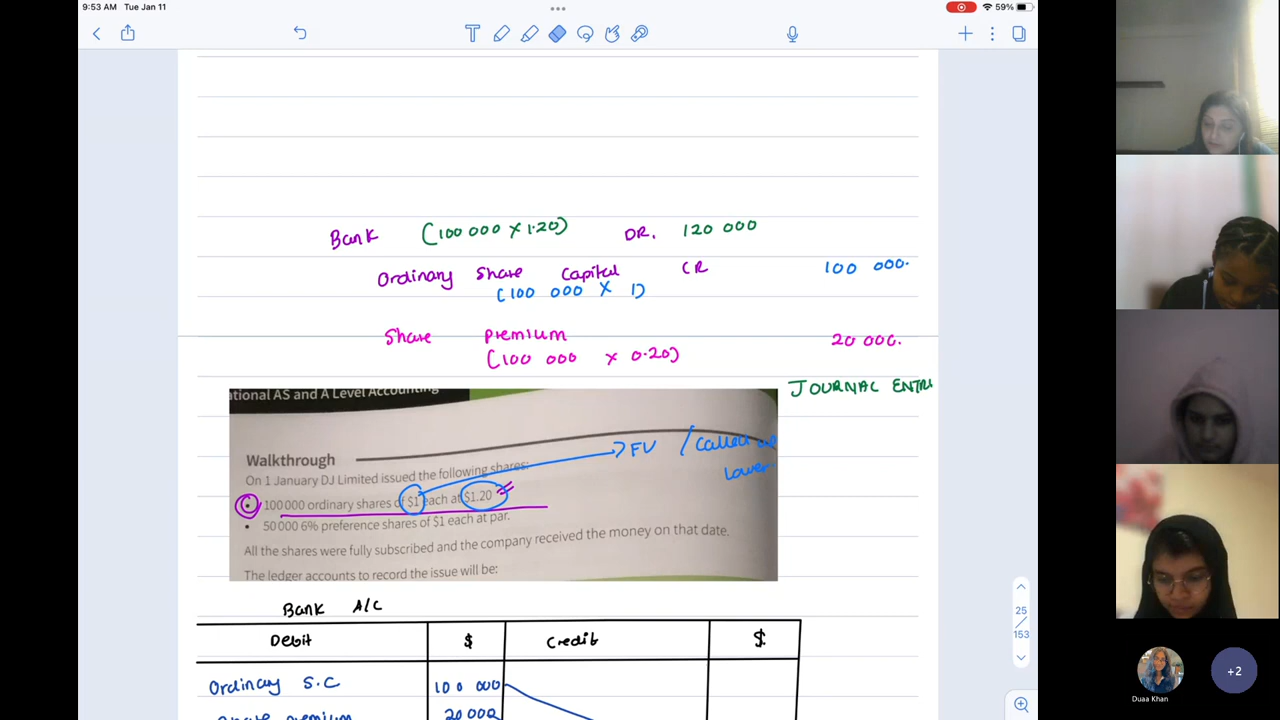 9:53 AM Tue Jan 11
59%
Bank (100 000 x 1.20) DR. 120 000
Ordinary Share Capital CR 100 000.
(100 000 x 1)
Share premium 20 000.
(100 000 x 0.20)
JOURNAL ENTR
ational AS and A Level Accounting
Walkthrough
On 1 January DJ Limited issued the following shares:
FV / Called up
lower
• 100 000 ordinary shares of $1 each at $1.20
• 50 000 6% preference shares of $1 each at par.
All the shares were fully subscribed and the company received the money on that date.
The ledger accounts to record the issue will be:
Bank A/C
Debit $ Credit $
Ordinary S.C 100 000
Share premium 20 000
25
153
Duaa Khan
+2